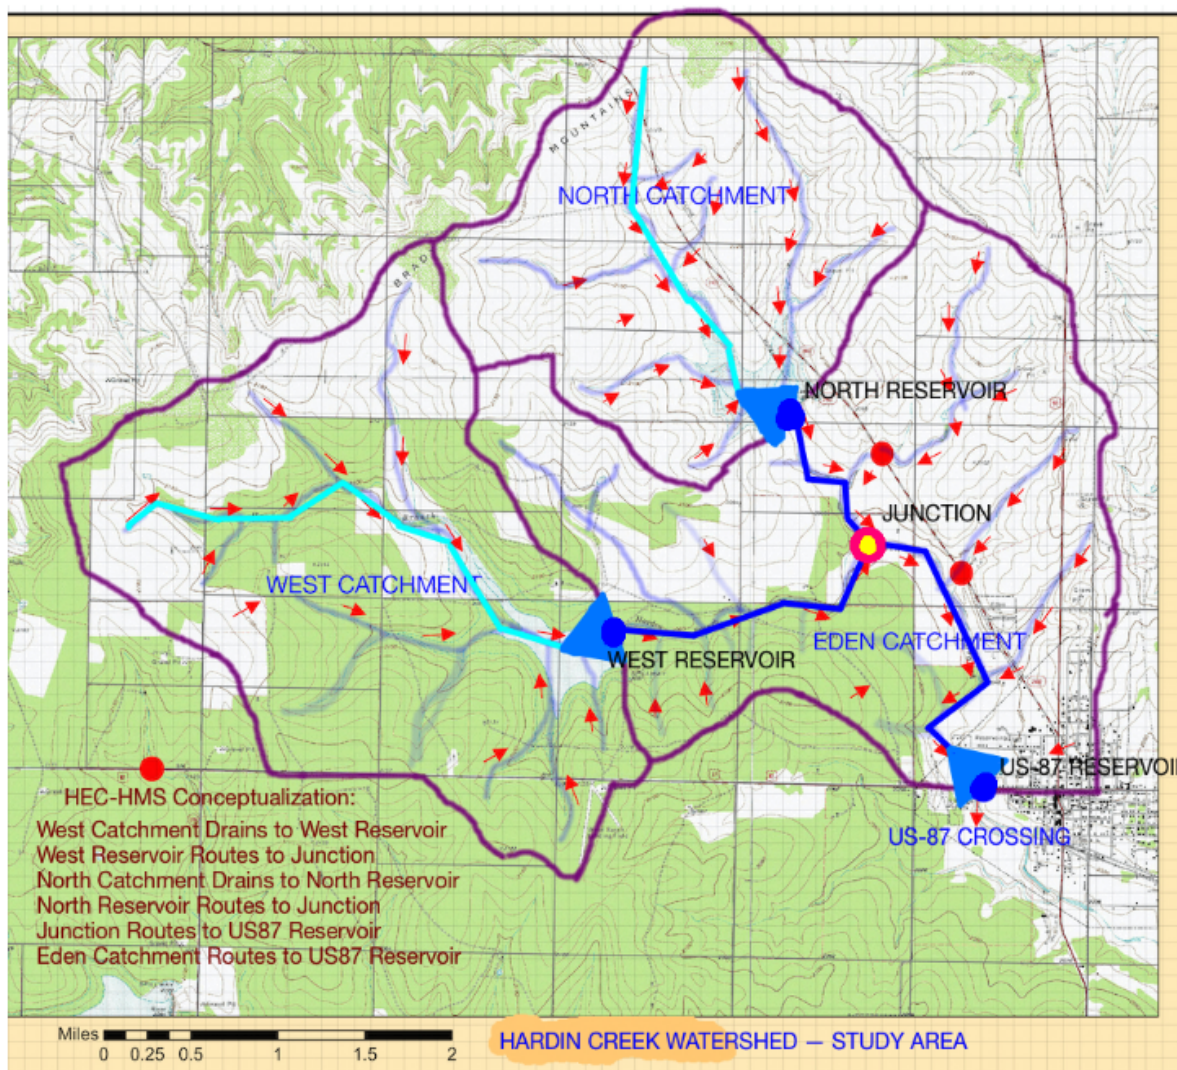 MOUNTAINS
NORTH CATCHMENT
BRADY
NORTH RESERVOIR
JUNCTION
WEST CATCHMENT
EDEN CATCHMENT
WEST RESERVOIR
US-87 RESERVOI
US-87 CROSSING
HEC-HMS Conceptualization:
West Catchment Drains to West Reservoir
West Reservoir Routes to Junction
North Catchment Drains to North Reservoir
North Reservoir Routes to Junction
Junction Routes to US87 Reservoir
Eden Catchment Routes to US87 Reservoir
Miles
0 0.25 0.5 1 1.5 2
HARDIN CREEK WATERSHED — STUDY AREA